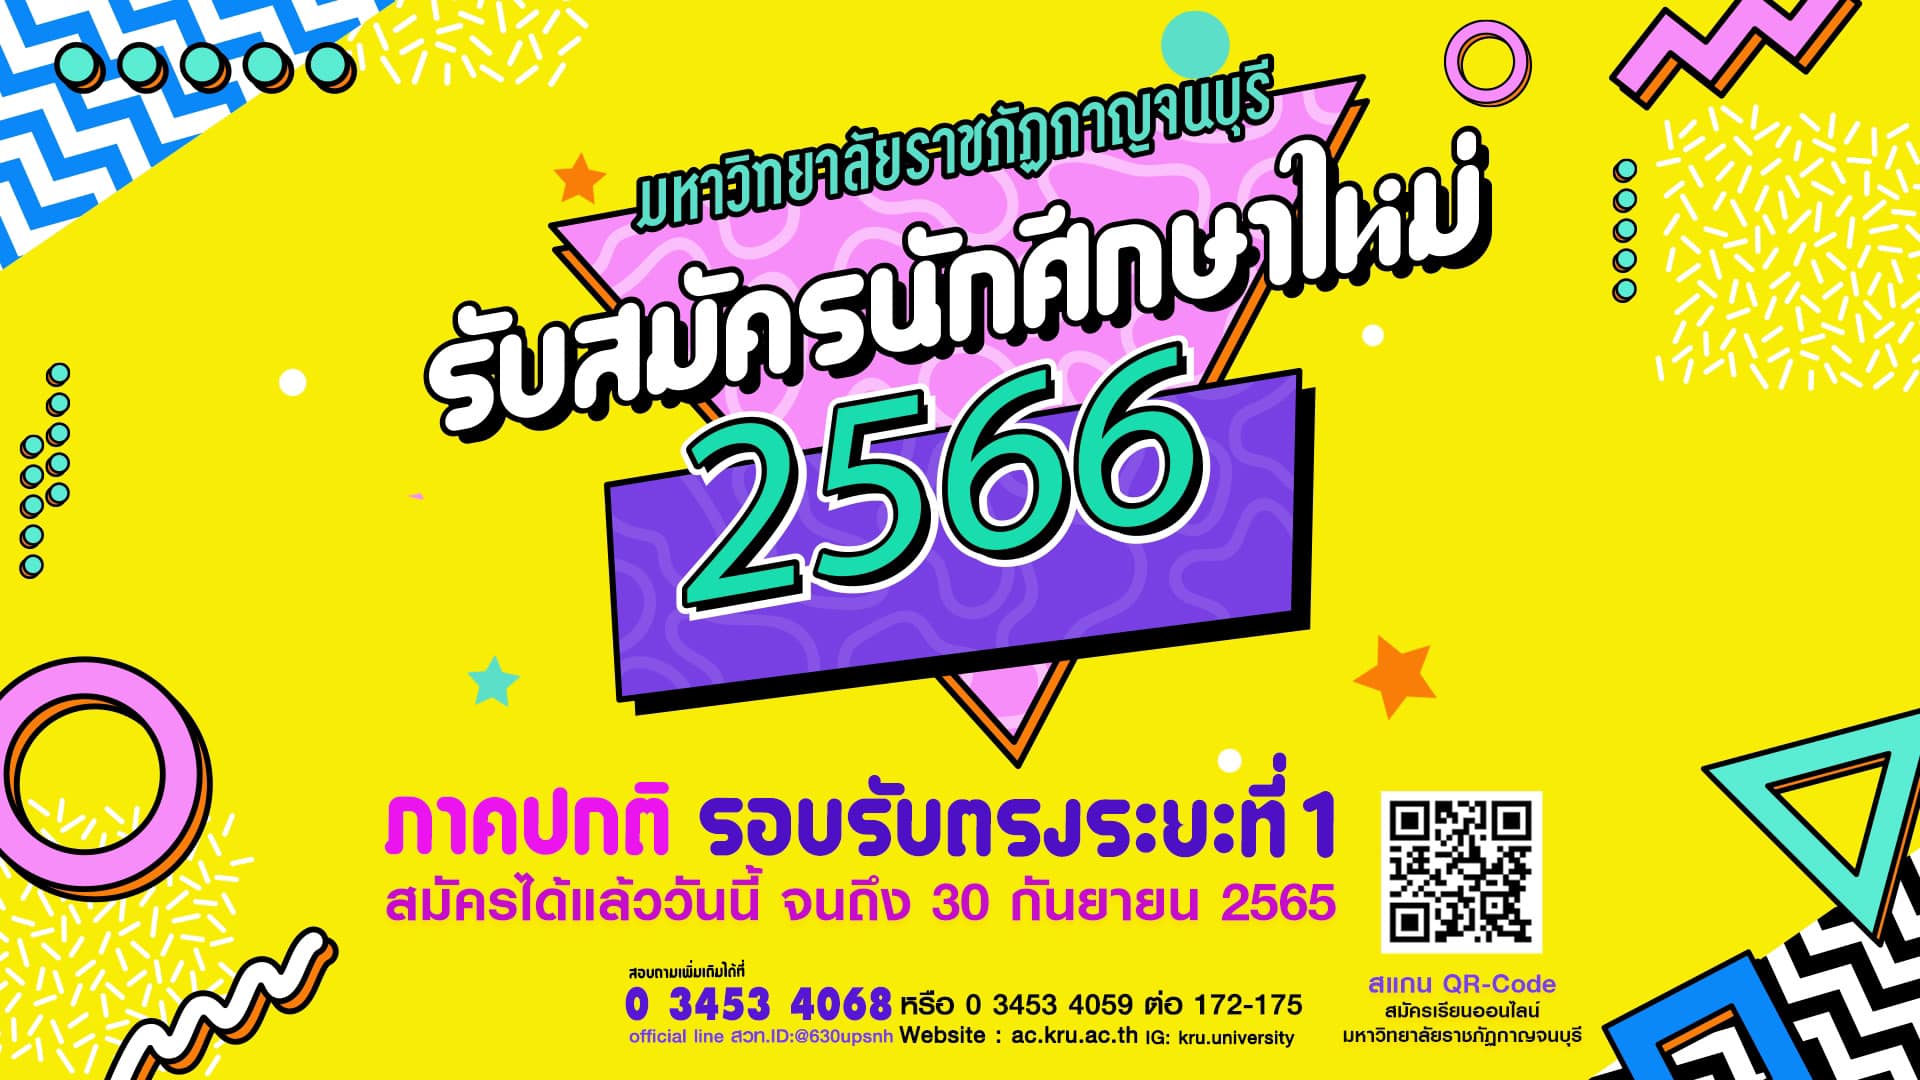 มหาวิทยาลัยราชภัฏกาญจนบุรี
รับสมัครนักศึกษาใหม่
2566
ภาคปกติ รอบรับตรงระยะที่ 1
สมัครได้แล้ววันนี้ จนถึง 30 กันยายน 2565
สอบถามเพิ่มเติมได้ที่
0 3453 4068 หรือ 0 3453 4059 ต่อ 172-175
official line สวท.ID:@630upsnh Website : ac.kru.ac.th IG: kru.university
สแกน QR-Code
สมัครเรียนออนไลน์
มหาวิทยาลัยราชภัฏกาญจนบุรี